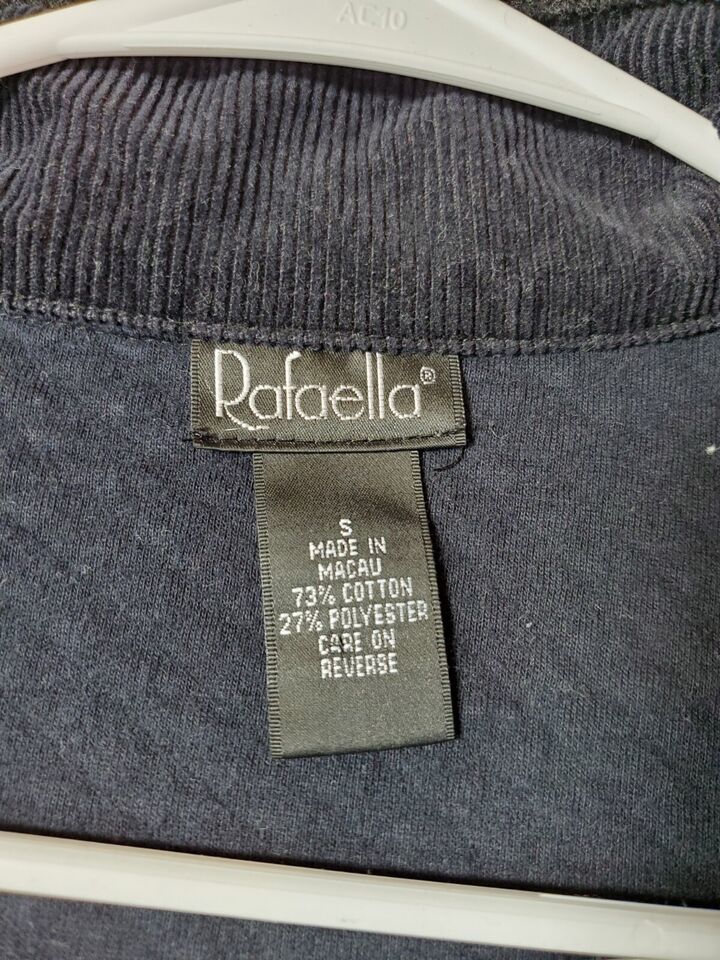 AC10
Rafaella®
S
MADE IN
MACAU
73% COTTON
27% POLYESTER
CARE ON
REVERSE